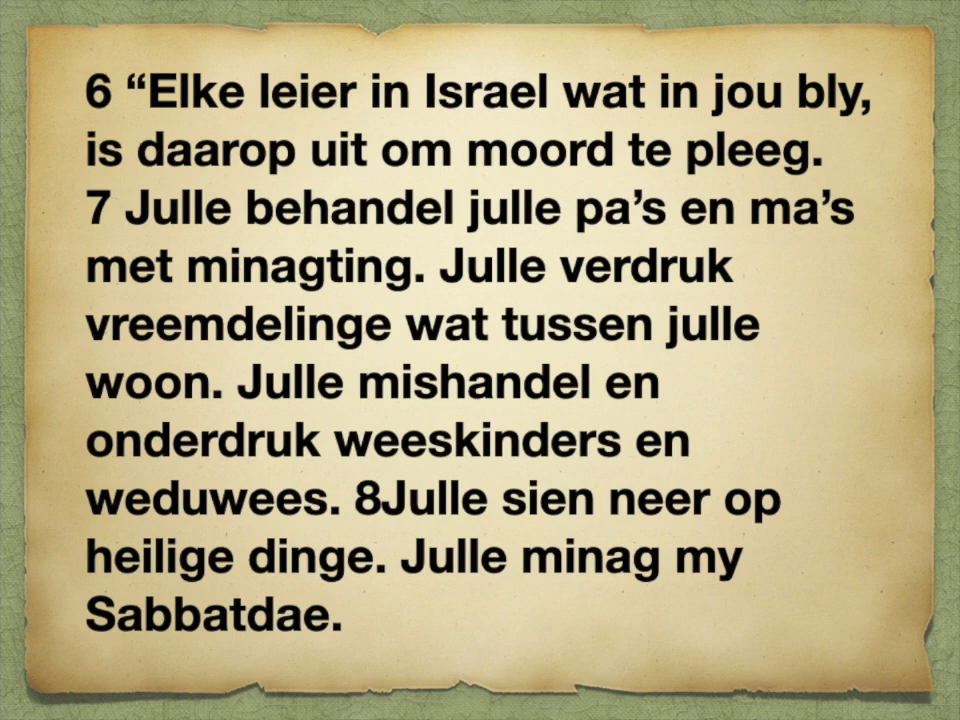 6 “Elke leier in Israel wat in jou bly,
is daarop uit om moord te pleeg.
7 Julle behandel julle pa’s en ma’s
met minagting. Julle verdruk
vreemdelinge wat tussen julle
woon. Julle mishandel en
onderdruk weeskinders en
weduwees. 8Julle sien neer op
heilige dinge. Julle minag my
Sabbatdae.